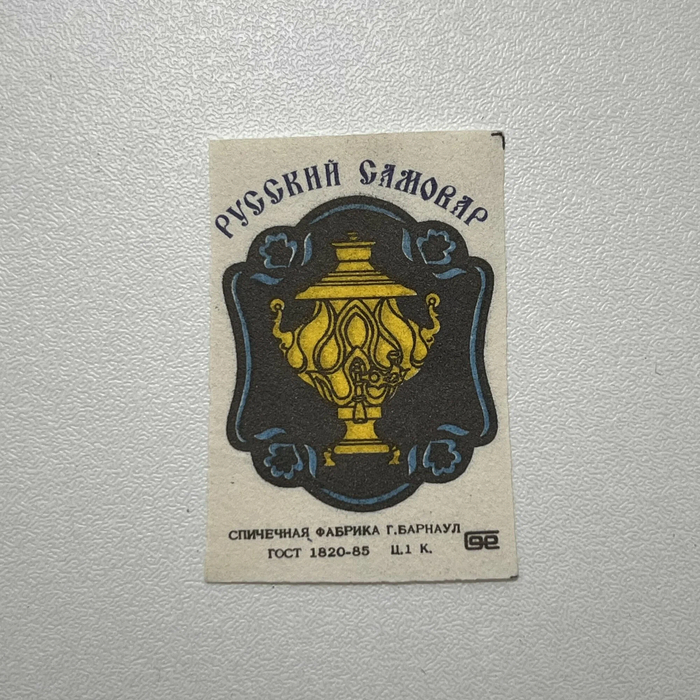 РУССКИЙ САМОВАР
СПИЧЕЧНАЯ ФАБРИКА Г.БАРНАУЛ
ГОСТ 1820-85 Ц.1 К.